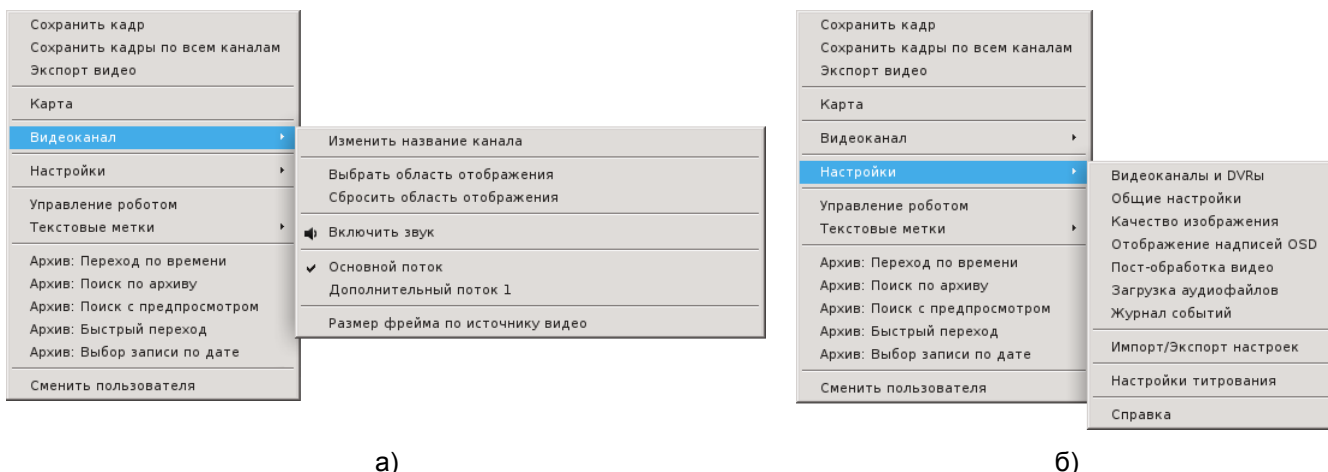 Сохранить кадр
Сохранить кадры по всем каналам
Экспорт видео
Карта
Видеоканал
Настройки
Управление роботом
Текстовые метки
Архив: Переход по времени
Архив: Поиск по архиву
Архив: Поиск с предпросмотром
Архив: Быстрый переход
Архив: Выбор записи по дате
Сменить пользователя
Изменить название канала
Выбрать область отображения
Сбросить область отображения
Включить звук
Основной поток
Дополнительный поток 1
Размер фрейма по источнику видео
а)
Сохранить кадр
Сохранить кадры по всем каналам
Экспорт видео
Карта
Видеоканал
Настройки
Управление роботом
Текстовые метки
Архив: Переход по времени
Архив: Поиск по архиву
Архив: Поиск с предпросмотром
Архив: Быстрый переход
Архив: Выбор записи по дате
Сменить пользователя
Видеоканалы и DVRы
Общие настройки
Качество изображения
Отображение надписей OSD
Пост-обработка видео
Загрузка аудиофайлов
Журнал событий
Импорт/Экспорт настроек
Настройки титрования
Справка
б)